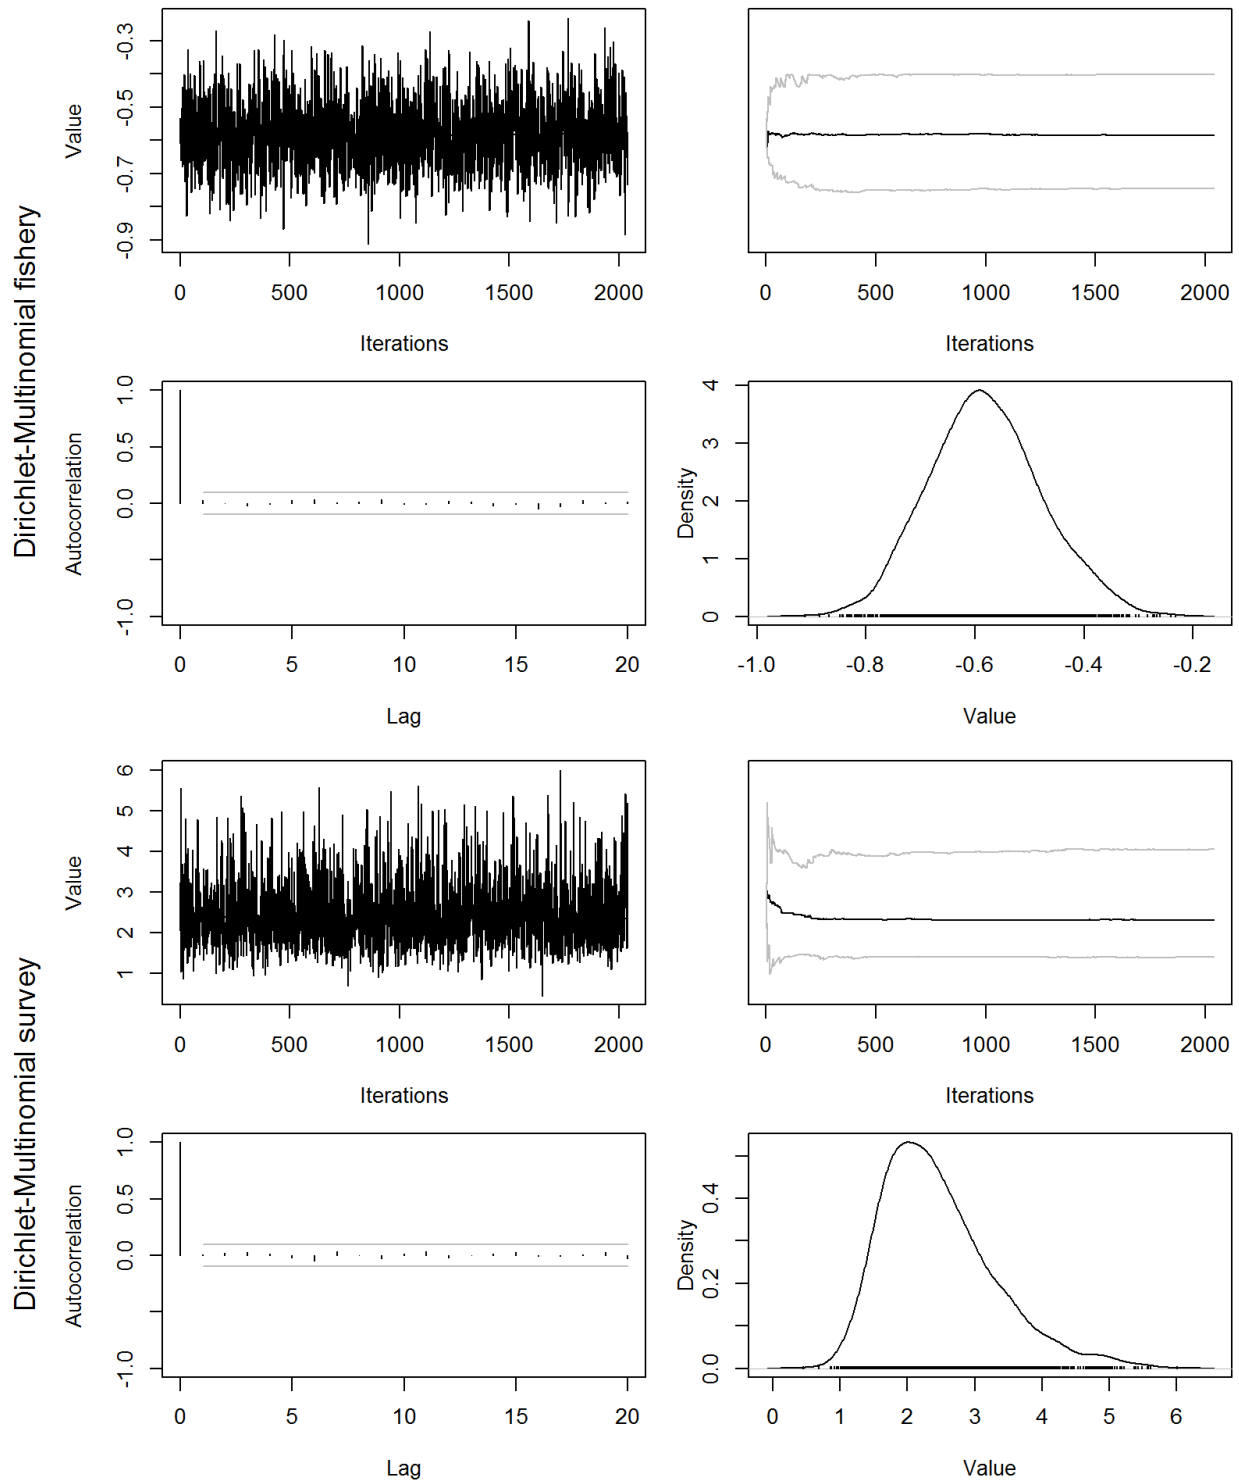 Dirichlet-Multinomial fishery
Value
-0.3
-0.5
-0.7
-0.9
0 500 1000 1500 2000
Iterations
0 500 1000 1500 2000
Iterations
Autocorrelation
1.0
0.5
0.0
-1.0
0 5 10 15 20
Lag
Density
4
3
2
1
0
-1.0 -0.8 -0.6 -0.4 -0.2
Value
Dirichlet-Multinomial survey
Value
6
5
4
3
2
1
0 500 1000 1500 2000
Iterations
0 500 1000 1500 2000
Iterations
Autocorrelation
1.0
0.5
0.0
-1.0
0 5 10 15 20
Lag
Density
0.4
0.2
0.0
0 1 2 3 4 5 6
Value